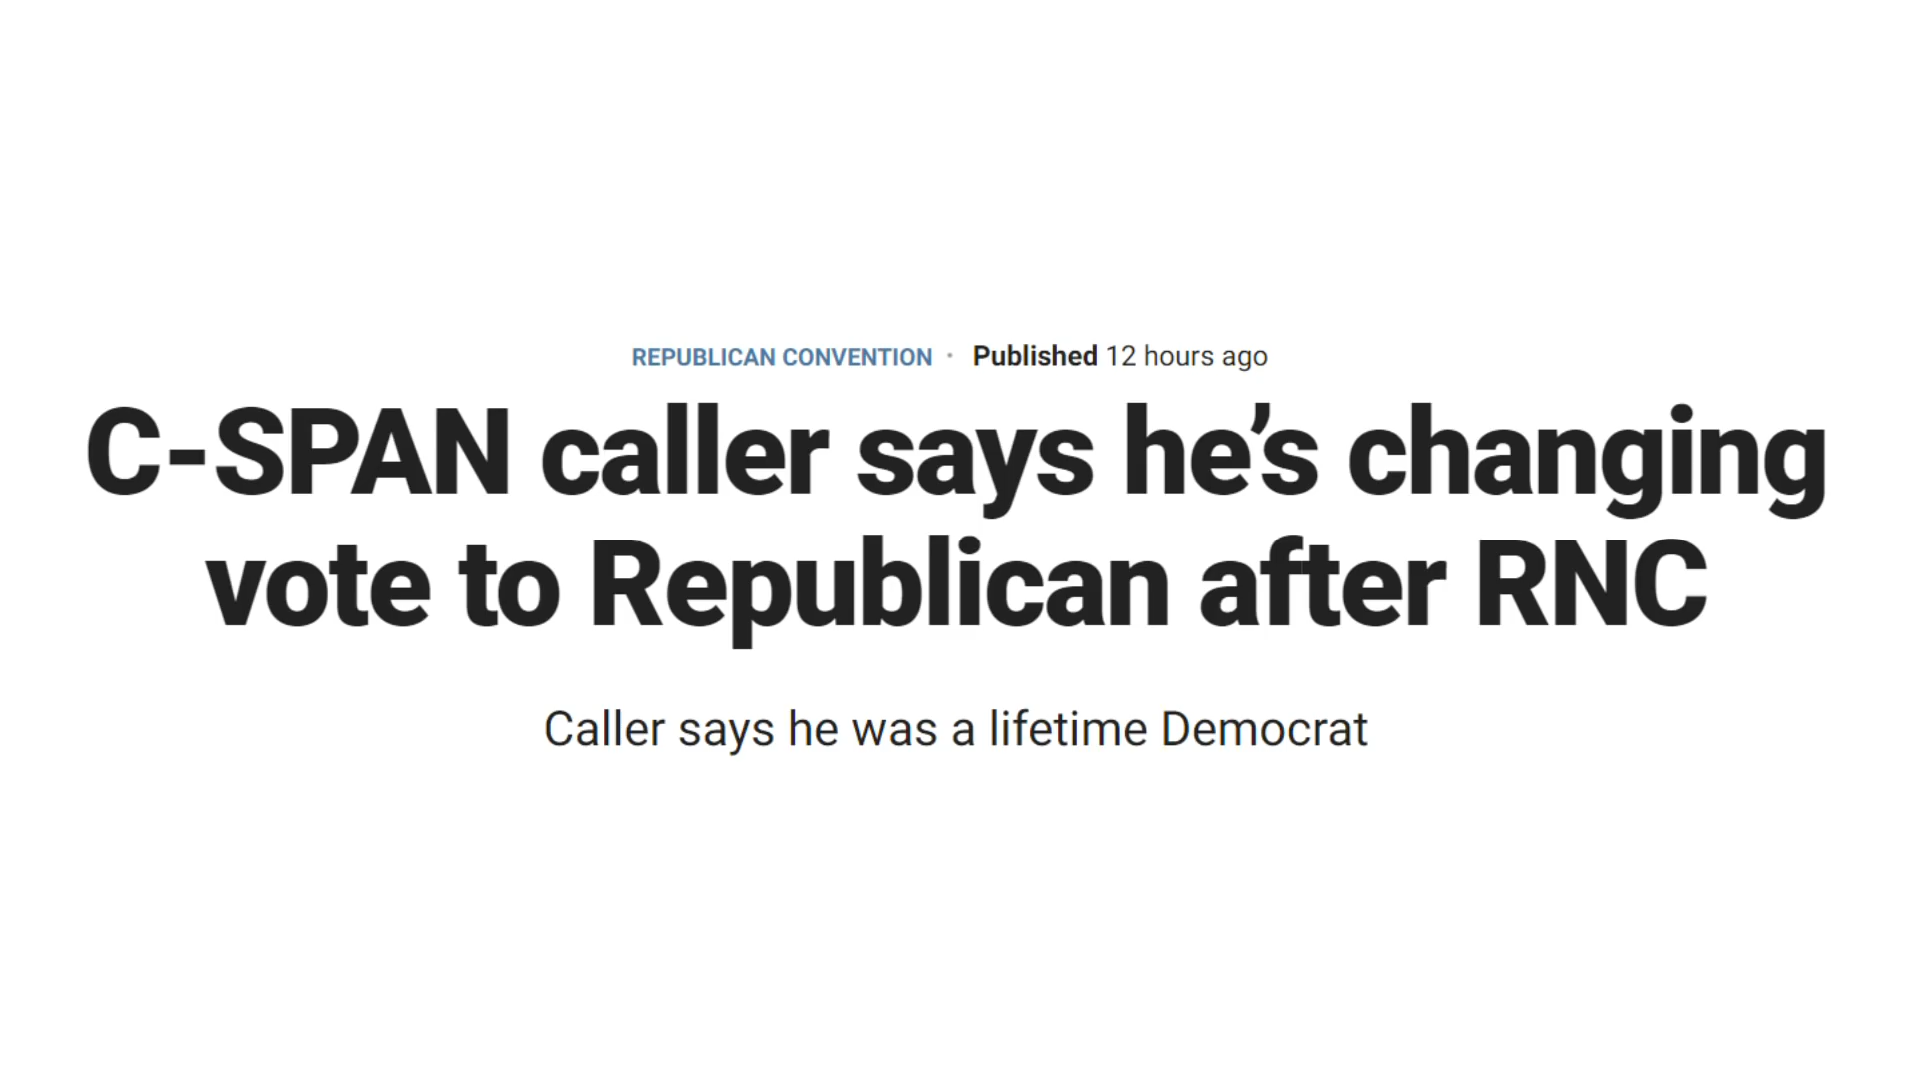 REPUBLICAN CONVENTION · Published 12 hours ago
C-SPAN caller says he’s changing
vote to Republican after RNC
Caller says he was a lifetime Democrat